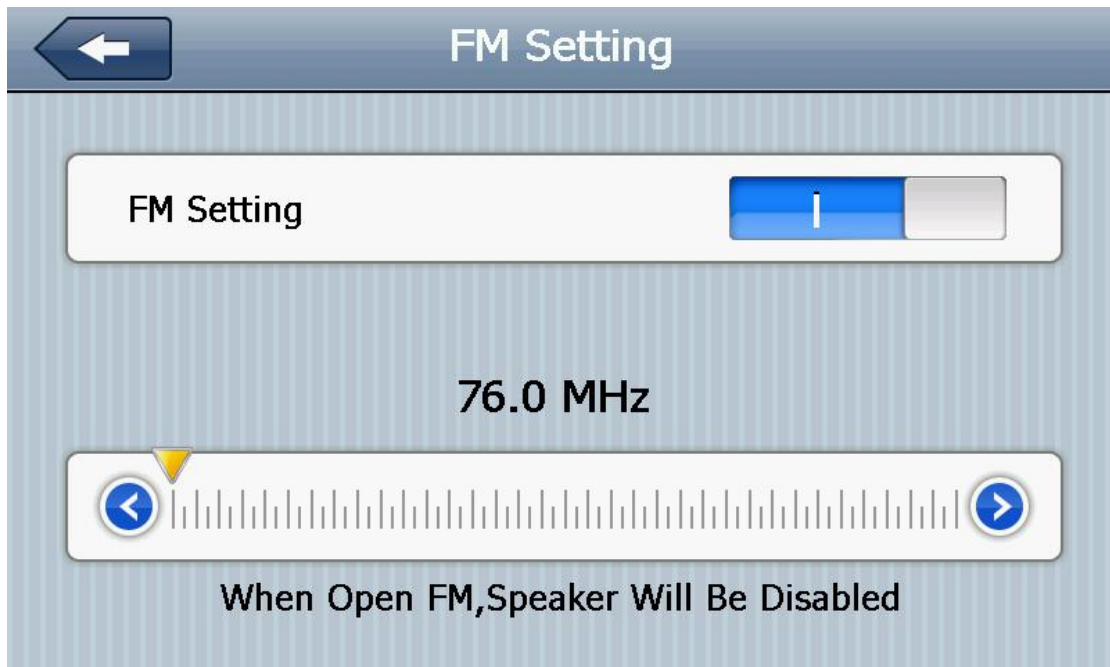 FM Setting
FM Setting
76.0 MHz
When Open FM,Speaker Will Be Disabled